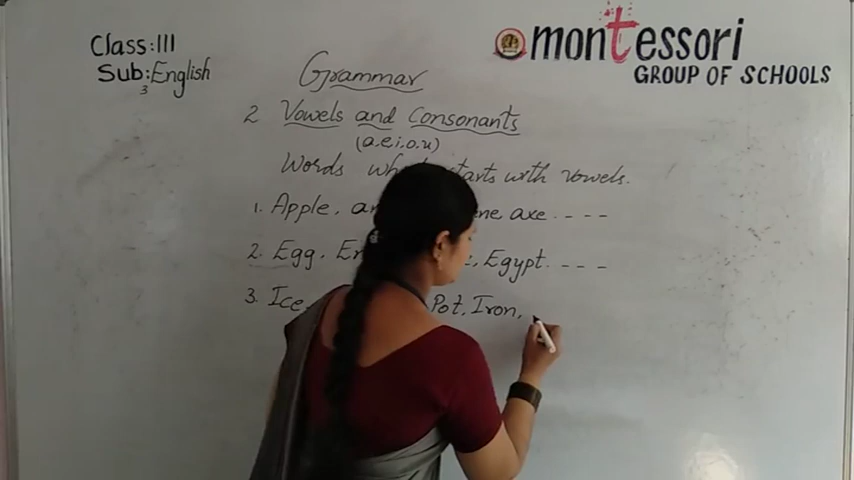 Class:III
Sub:English
3
montessori
GROUP OF SCHOOLS
Grammar
2 Vowels and Consonants
(a,e,i,o,u)
Words starts with vowels.
1. Apple, axe ----
2. Egg, Egypt. ---
3. Ice, Pot, Iron,